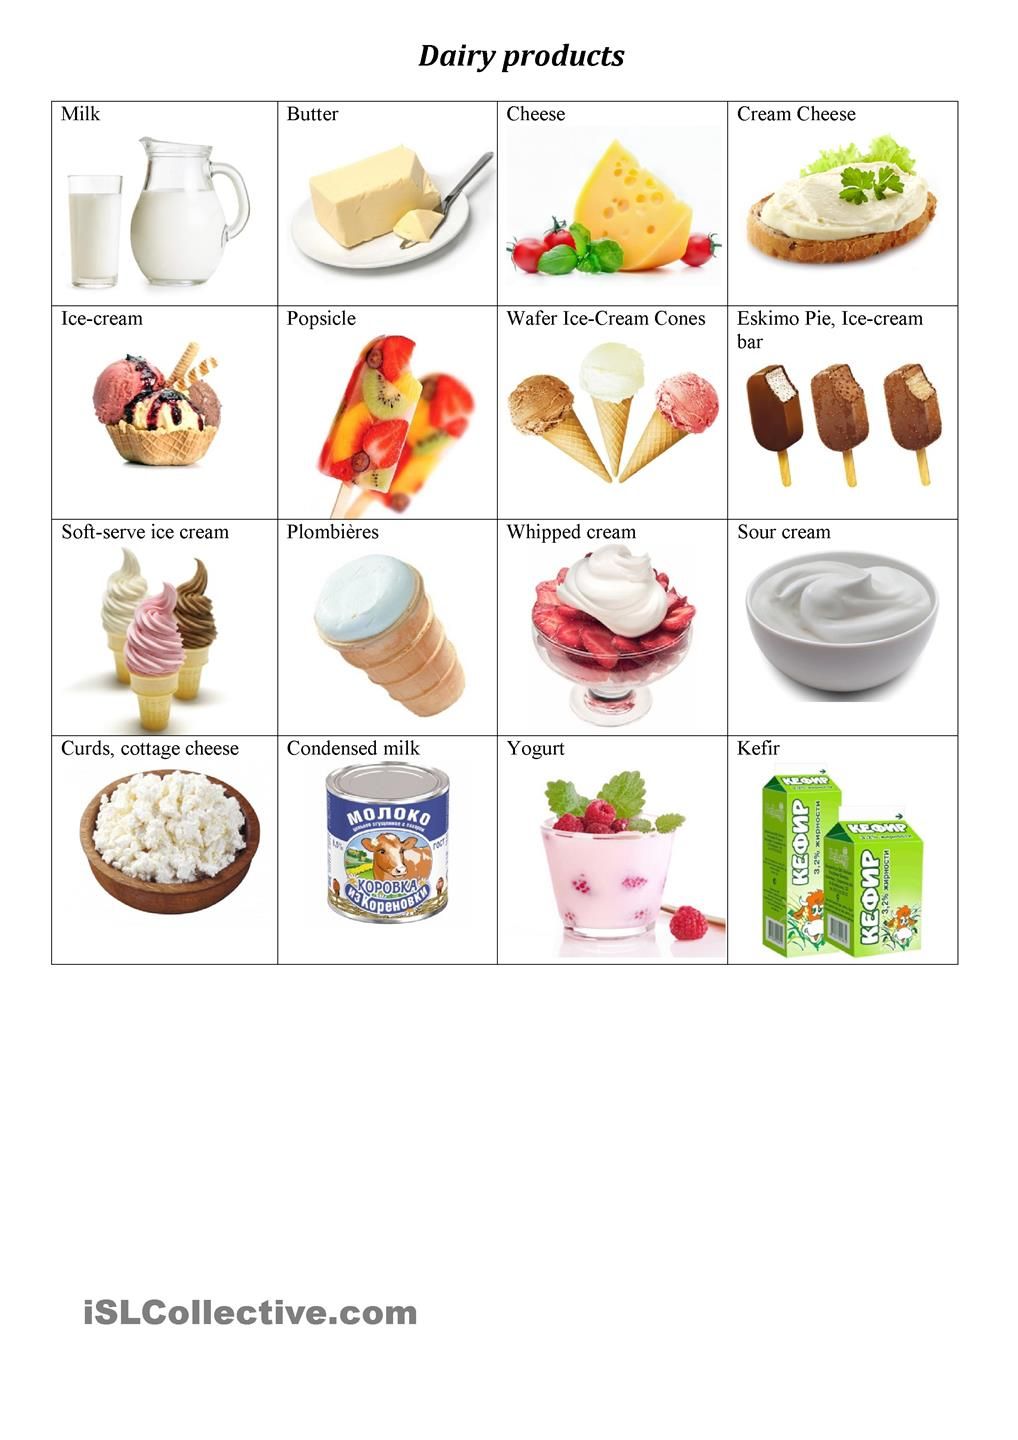 Dairy products
Milk
Butter
Cheese
Cream Cheese
Ice-cream
Popsicle
Wafer Ice-Cream Cones
Eskimo Pie, Ice-cream
bar
Soft-serve ice cream
Plombières
Whipped cream
Sour cream
Curds, cottage cheese
Condensed milk
МОЛОКО
КОРОВКА
из Кореновки
Yogurt
Kefir
КЕФИР
КЕФИР
3,2% жирности
КЕФИР
КЕФИР
3,2% жирности
iSLCollective.com